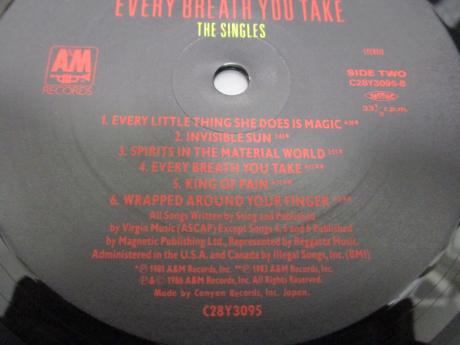 EVERY BREATH YOU TAKE
THE SINGLES
A&M
RECORDS
STEREO
SIDE TWO
C28Y3095-B
33⅓ r.p.m.
1. EVERY LITTLE THING SHE DOES IS MAGIC
2. INVISIBLE SUN
3. SPIRITS IN THE MATERIAL WORLD
4. EVERY BREATH YOU TAKE
5. KING OF PAIN
6. WRAPPED AROUND YOUR FINGER
All Songs Written by Sting and Published
by Virgin Music (ASCAP) Except Songs 4, 5 and 6 Published
by Magnetic Publishing Ltd., Represented by Reggatta Music.
Administered in the U.S.A. and Canada by Illegal Songs, Inc. (BMI)
*℗ 1981 A&M Records, Inc. **℗ 1983 A&M Records, Inc.
℗ & © 1986 A&M Records, Inc. All Rights Reserved.
Made by Canyon Records, Inc. Japan.
C28Y3095